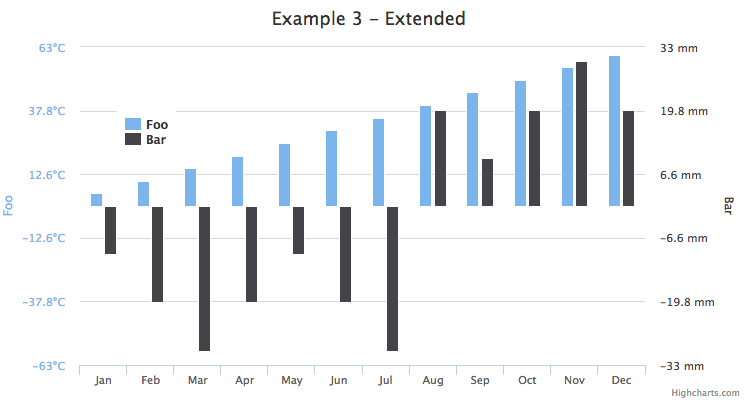 Example 3 – Extended
63°C
37.8°C
12.6°C
−12.6°C
−37.8°C
−63°C
Foo
Foo
Bar
33 mm
19.8 mm
6.6 mm
−6.6 mm
−19.8 mm
−33 mm
Bar
Jan Feb Mar Apr May Jun Jul Aug Sep Oct Nov Dec
Highcharts.com